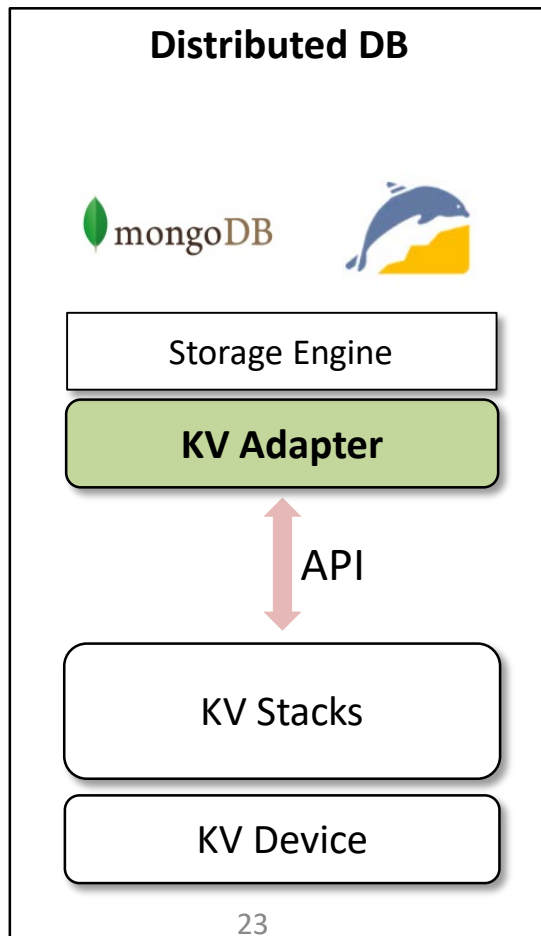 Distributed DB
mongoDB
Storage Engine
KV Adapter
API
KV Stacks
KV Device
23